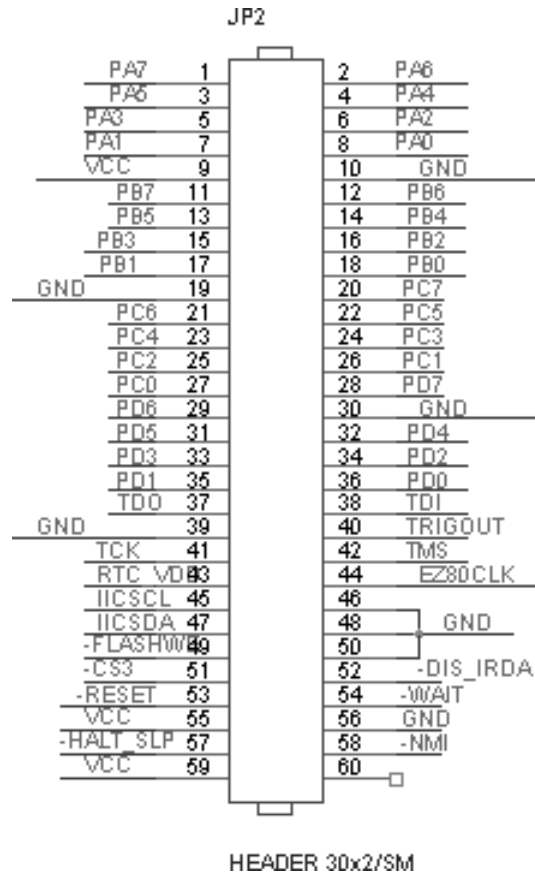 JP2
PA7 1 2 PA6
PA5 3 4 PA4
PA3 5 6 PA2
PA1 7 8 PA0
VCC 9 10 GND
PB7 11 12 PB6
PB5 13 14 PB4
PB3 15 16 PB2
PB1 17 18 PB0
GND 19 20 PC7
PC6 21 22 PC5
PC4 23 24 PC3
PC2 25 26 PC1
PC0 27 28 PD7
PD6 29 30 GND
PD5 31 32 PD4
PD3 33 34 PD2
PD1 35 36 PD0
TDO 37 38 TDI
GND 39 40 TRIGOUT
TCK 41 42 TMS
RTC_VDD 43 44 EZ80CLK
IICSCL 45 46
IICSDA 47 48 GND
-FLASHWE 49 50
-CS3 51 52 -DIS_IRDA
-RESET 53 54 -WAIT
VCC 55 56 GND
-HALT_SLP 57 58 -NMI
VCC 59 60
HEADER 30x2/SM